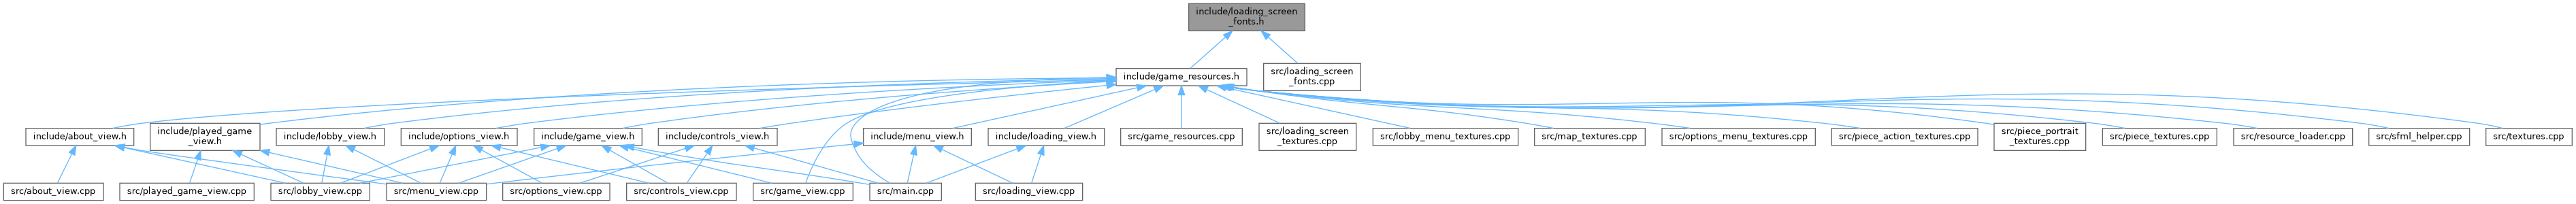 include/loading_screen
_fonts.h
include/game_resources.h
src/loading_screen
_fonts.cpp
include/about_view.h
include/played_game
_view.h
include/lobby_view.h
include/options_view.h
include/game_view.h
include/controls_view.h
include/menu_view.h
include/loading_view.h
src/game_resources.cpp
src/loading_screen
_textures.cpp
src/lobby_menu_textures.cpp
src/map_textures.cpp
src/options_menu_textures.cpp
src/piece_action_textures.cpp
src/piece_portrait
_textures.cpp
src/piece_textures.cpp
src/resource_loader.cpp
src/sfml_helper.cpp
src/textures.cpp
src/about_view.cpp
src/played_game_view.cpp
src/lobby_view.cpp
src/menu_view.cpp
src/options_view.cpp
src/controls_view.cpp
src/game_view.cpp
src/main.cpp
src/loading_view.cpp